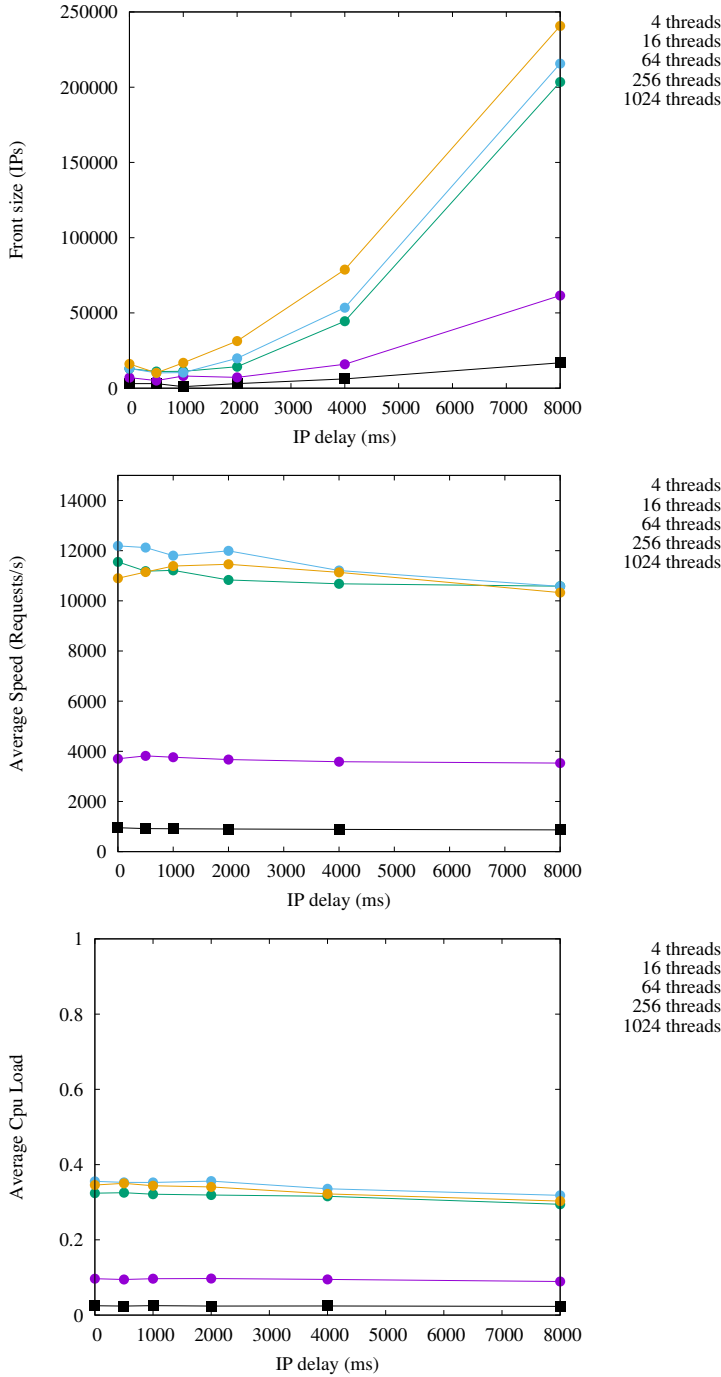 250000
200000
150000
100000
50000
0
Front size (IPs)
0 1000 2000 3000 4000 5000 6000 7000 8000
IP delay (ms)
4 threads
16 threads
64 threads
256 threads
1024 threads
14000
12000
10000
8000
6000
4000
2000
0
Average Speed (Requests/s)
0 1000 2000 3000 4000 5000 6000 7000 8000
IP delay (ms)
4 threads
16 threads
64 threads
256 threads
1024 threads
1
0.8
0.6
0.4
0.2
0
Average Cpu Load
0 1000 2000 3000 4000 5000 6000 7000 8000
IP delay (ms)
4 threads
16 threads
64 threads
256 threads
1024 threads